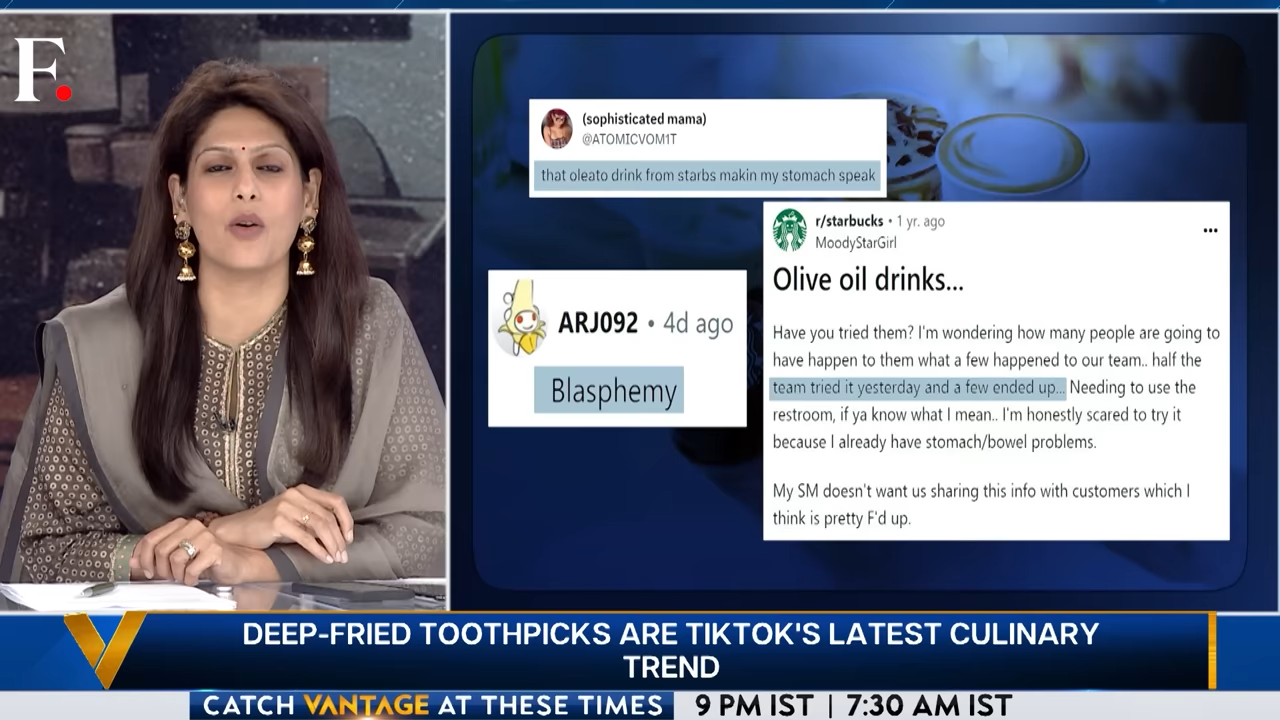 F.
(sophisticated mama)
@ATOMICVOM1T
that oleato drink from starbs makin my stomach speak
r/starbucks • 1 yr. ago
MoodyStarGirl
Olive oil drinks...
Have you tried them? I'm wondering how many people are going to
have happen to them what a few happened to our team.. half the
team tried it yesterday and a few ended up... Needing to use the
restroom, if ya know what I mean.. I'm honestly scared to try it
because I already have stomach/bowel problems.
My SM doesn't want us sharing this info with customers which I
think is pretty F'd up.
ARJ092 • 4d ago
Blasphemy
DEEP-FRIED TOOTHPICKS ARE TIKTOK'S LATEST CULINARY
TREND
CATCH VANTAGE AT THESE TIMES 9 PM IST | 7:30 AM IST